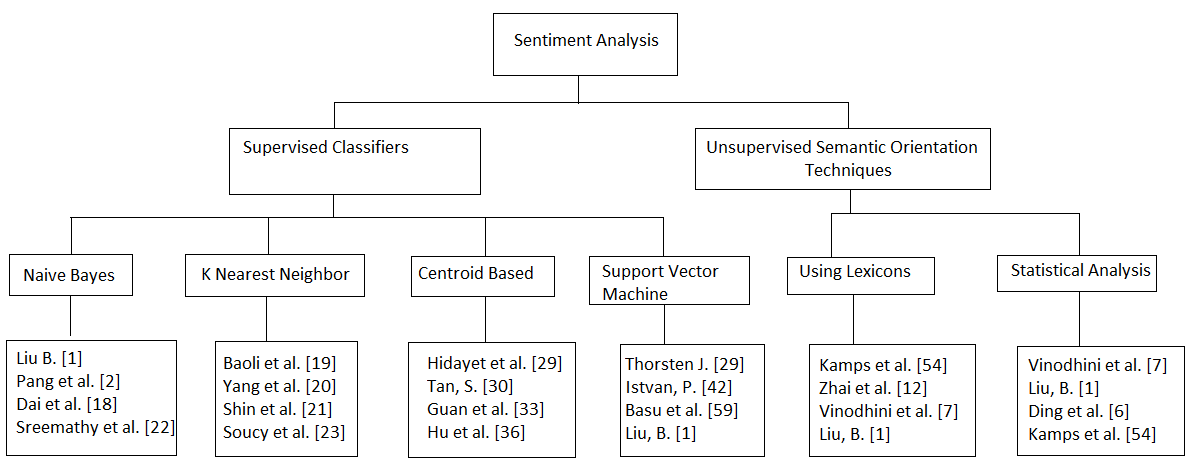 Sentiment Analysis
Supervised Classifiers
Unsupervised Semantic Orientation
Techniques
Naive Bayes
K Nearest Neighbor
Centroid Based
Support Vector
Machine
Using Lexicons
Statistical Analysis
Liu B. [1]
Pang et al. [2]
Dai et al. [18]
Sreemathy et al. [22]
Baoli et al. [19]
Yang et al. [20]
Shin et al. [21]
Soucy et al. [23]
Hidayet et al. [29]
Tan, S. [30]
Guan et al. [33]
Hu et al. [36]
Thorsten J. [29]
Istvan, P. [42]
Basu et al. [59]
Liu, B. [1]
Kamps et al. [54]
Zhai et al. [12]
Vinodhini et al. [7]
Liu, B. [1]
Vinodhini et al. [7]
Liu, B. [1]
Ding et al. [6]
Kamps et al. [54]